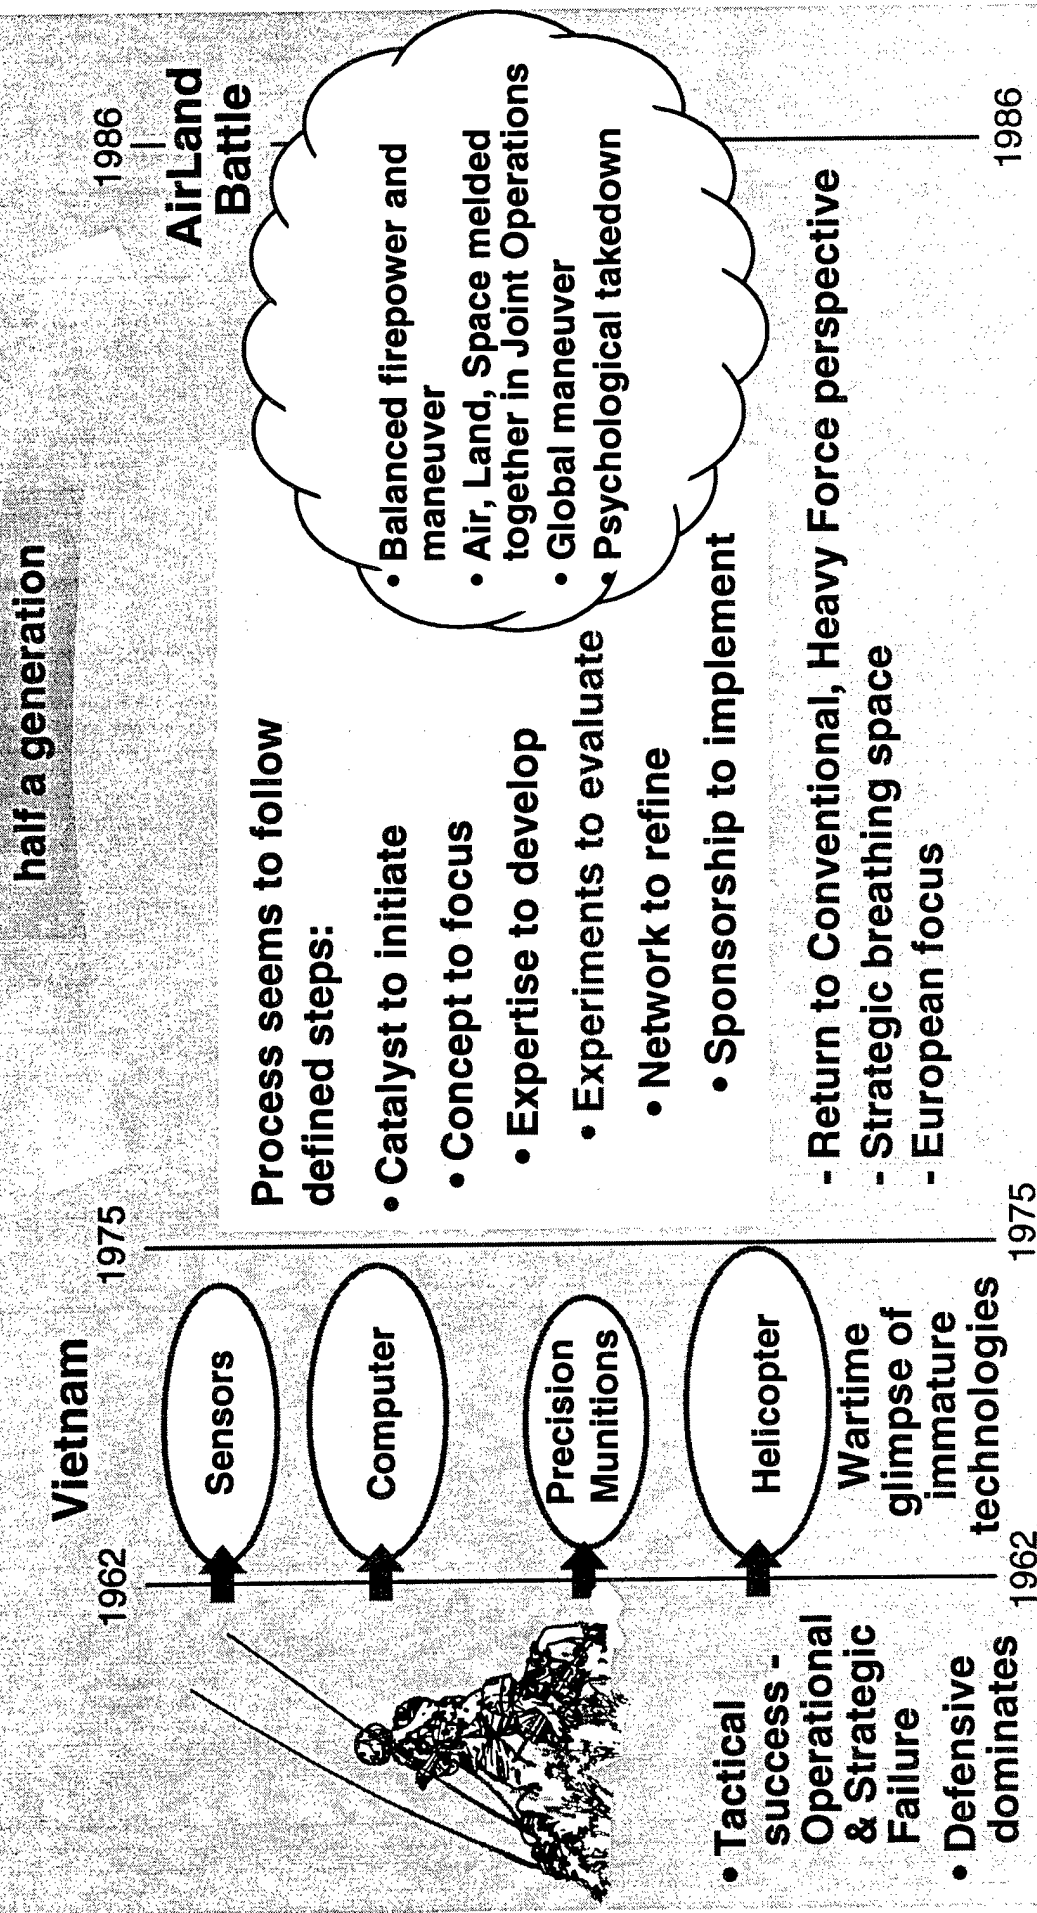 half a generation
Vietnam
1962
1975
1986
AirLand
Battle
Sensors
Computer
Precision
Munitions
Helicopter
Wartime
glimpse of
immature
technologies
• Tactical
success -
Operational
& Strategic
Failure
• Defensive
dominates
Process seems to follow
defined steps:
• Catalyst to initiate
• Concept to focus
• Expertise to develop
• Experiments to evaluate
• Network to refine
• Sponsorship to implement
• Balanced firepower and
maneuver
• Air, Land, Space melded
together in Joint Operations
• Global maneuver
• Psychological takedown
- Return to Conventional, Heavy Force perspective
- Strategic breathing space
- European focus
1962
1975
1986